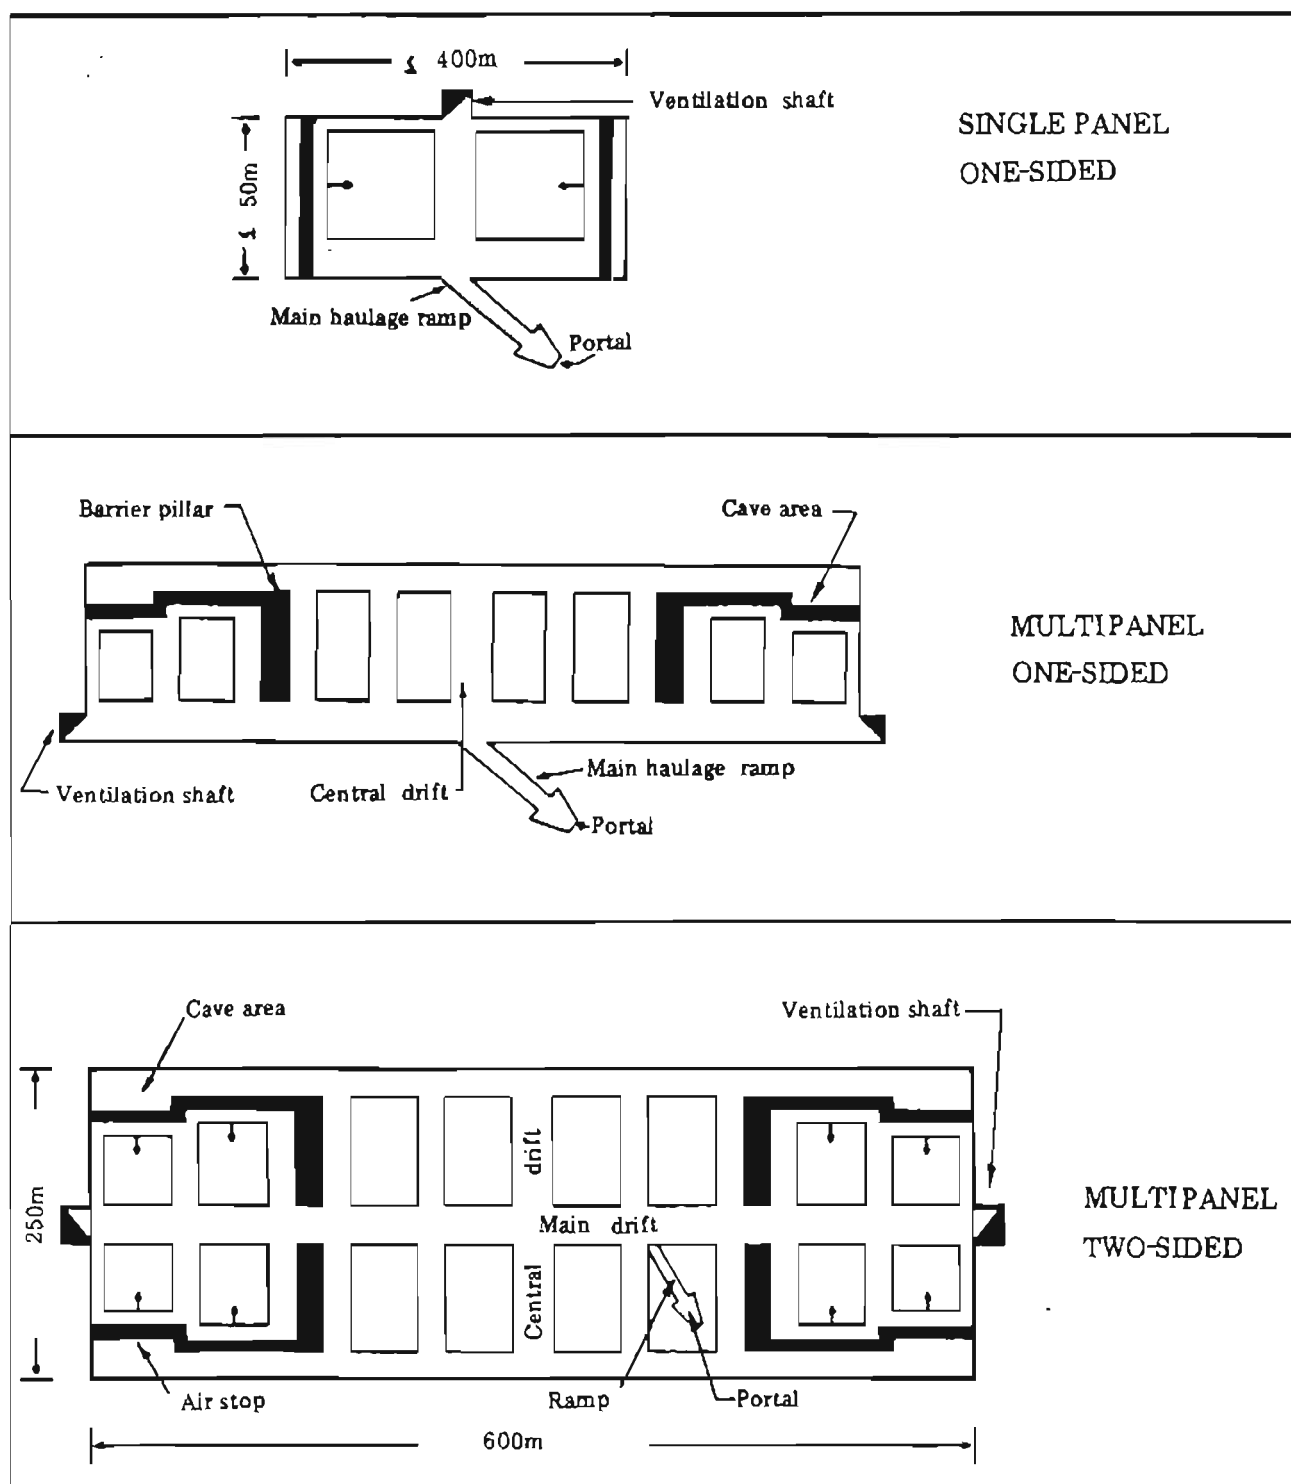 ≤ 400m
Ventilation shaft
SINGLE PANEL
ONE-SIDED
≤ 50m
Main haulage ramp
Portal
Barrier pillar
Cave area
MULTIPANEL
ONE-SIDED
Main haulage ramp
Ventilation shaft
Central drift
Portal
Cave area
Ventilation shaft
250m
drift
Main drift
MULTIPANEL
TWO-SIDED
Central
Air stop
Ramp
Portal
600m